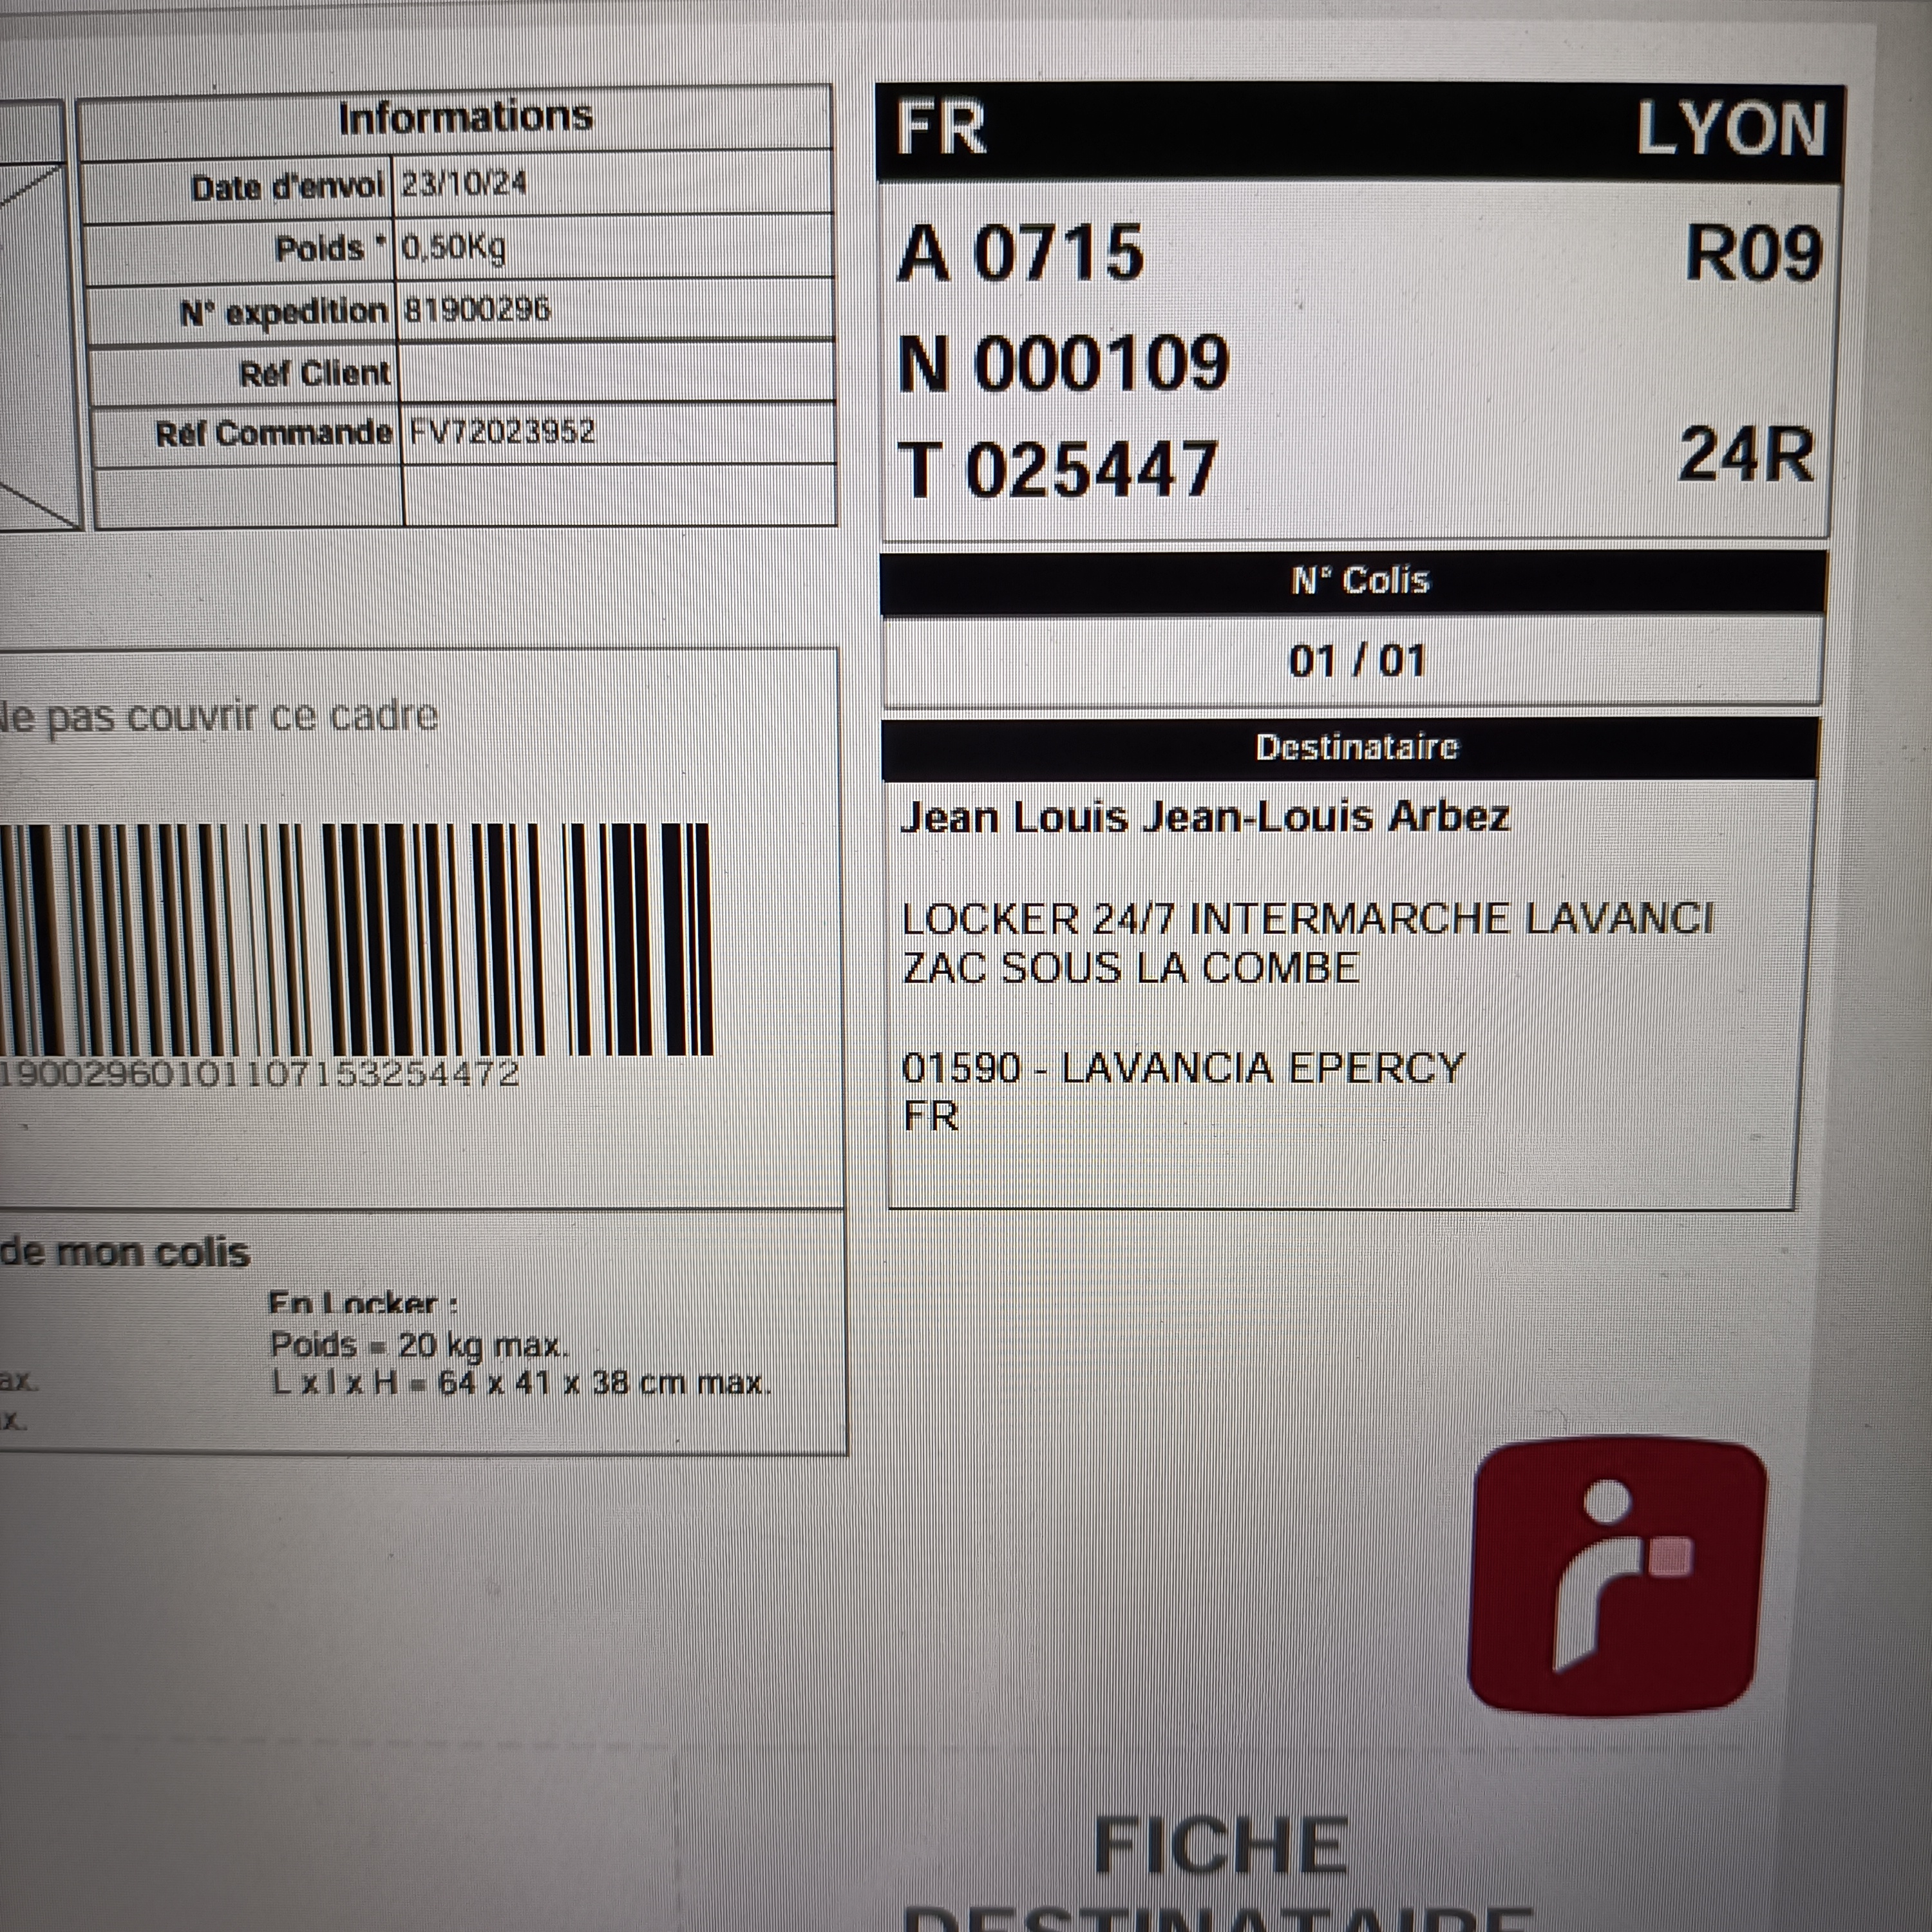 Informations
Date d'envoi 23/10/24
Poids * 0,50Kg
N° expedition 81900296
Réf Client
Réf Commande FV72023952
FR LYON
A 0715 R09
N 000109
T 025447 24R
N° Colis
01 / 01
Destinataire
Jean Louis Jean-Louis Arbez
LOCKER 24/7 INTERMARCHE LAVANCI
ZAC SOUS LA COMBE
01590 - LAVANCIA EPERCY
FR
pas couvrir ce cadre
1900296010110715 3254472
de mon colis
En Locker :
Poids = 20 kg max.
L x l x H = 64 x 41 x 38 cm max.
FICHE
DESTINATAIRE